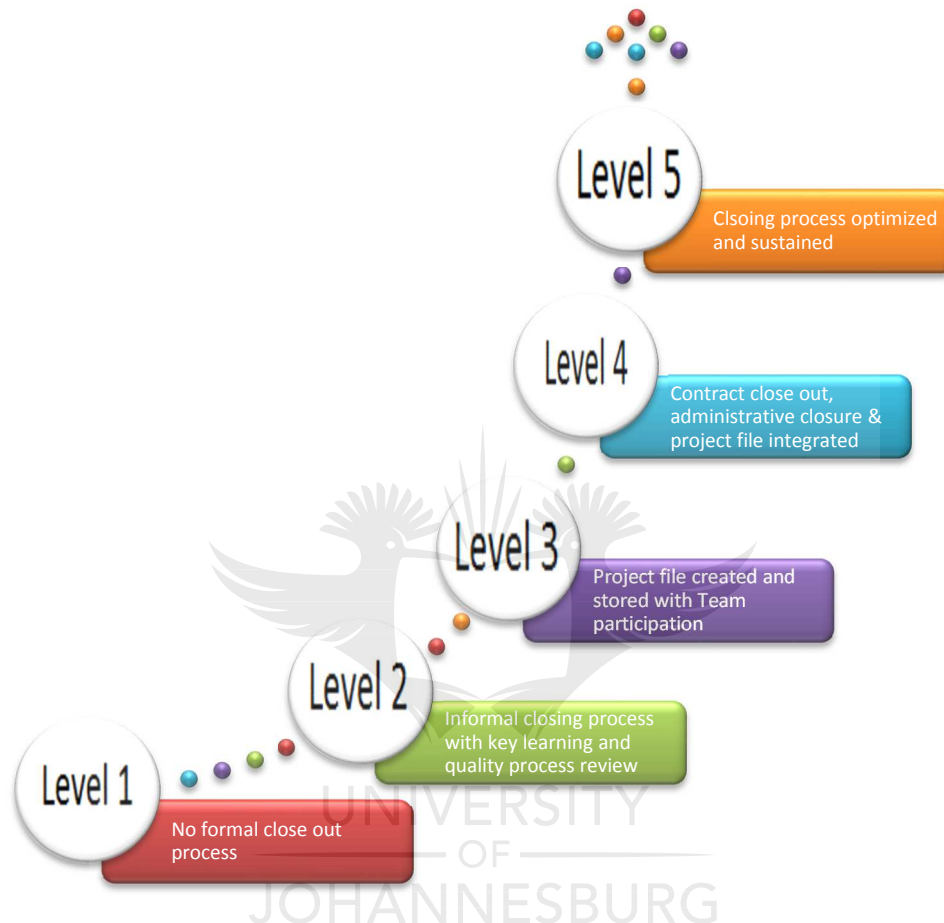 Level 5
Clsoing process optimized
and sustained
Level 4
Contract close out,
administrative closure &
project file integrated
Level 3
Project file created and
stored with Team
participation
Level 2
Informal closing process
with key learning and
quality process review
Level 1
No formal close out
process
UNIVERSITY
OF
JOHANNESBURG